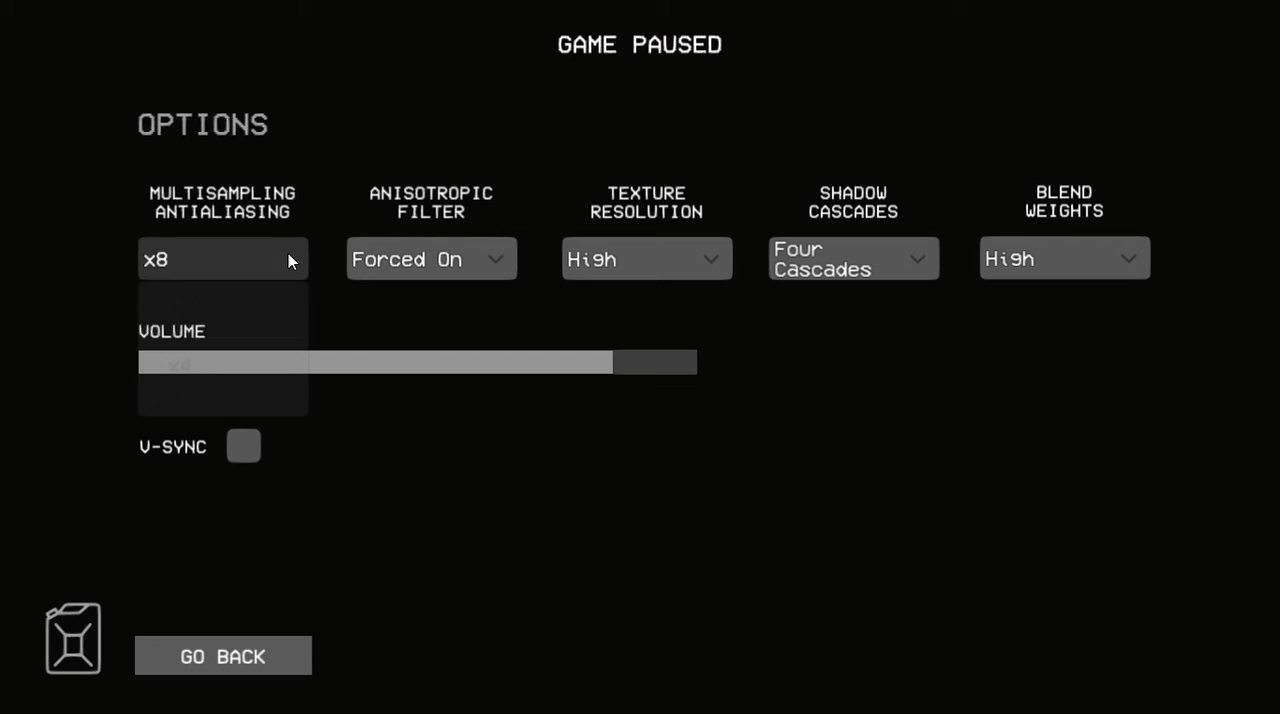 GAME PAUSED
OPTIONS
MULTISAMPLING
ANTIALIASING
ANISOTROPIC
FILTER
TEXTURE
RESOLUTION
SHADOW
CASCADES
BLEND
WEIGHTS
x8
Forced On
High
Four
Cascades
High
VOLUME
x4
V-SYNC
GO BACK